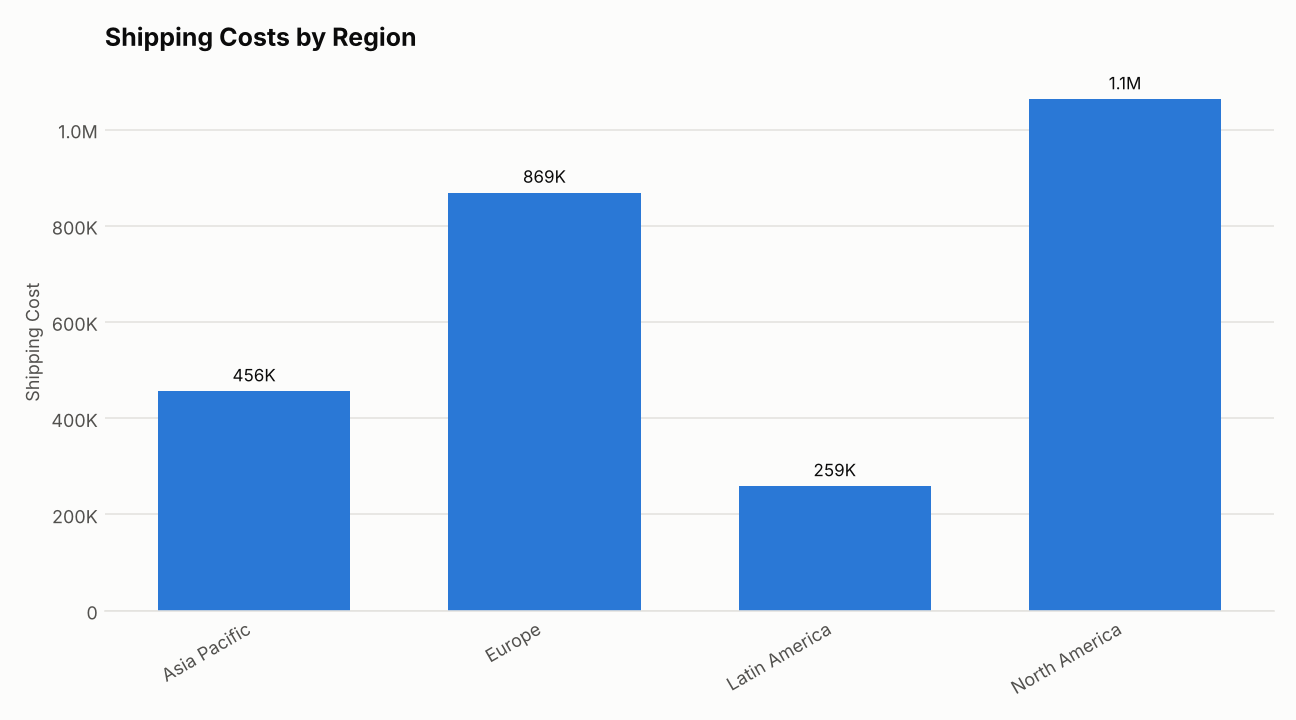 Shipping Costs by Region
1.1M
1.0M
869K
800K
Shipping Cost
600K
456K
400K
259K
200K
0
Asia Pacific
Europe
Latin America
North America